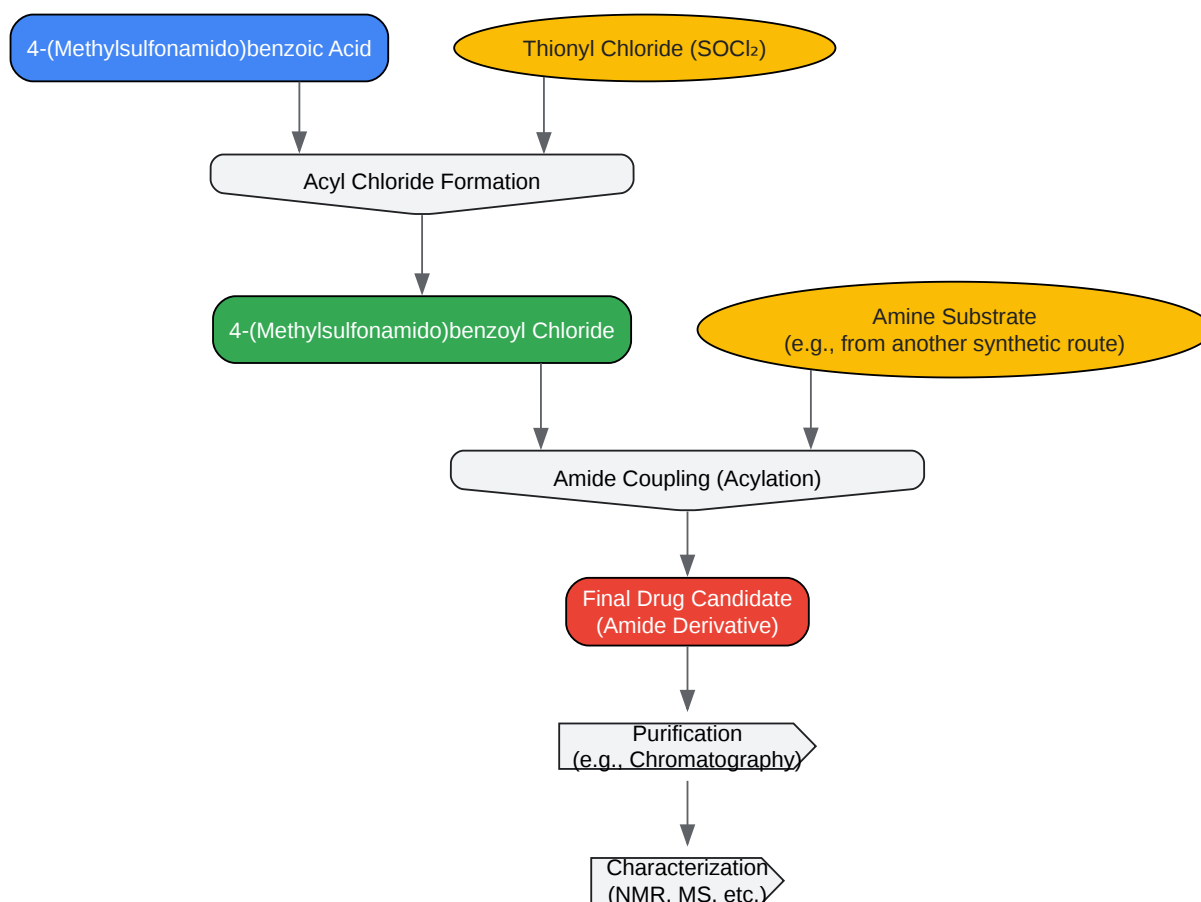 4-(Methylsulfonamido)benzoic Acid
Thionyl Chloride (SOCl₂)
Acyl Chloride Formation
4-(Methylsulfonamido)benzoyl Chloride
Amine Substrate
(e.g., from another synthetic route)
Amide Coupling (Acylation)
Final Drug Candidate
(Amide Derivative)
Purification
(e.g., Chromatography)
Characterization
(NMR, MS, etc.)